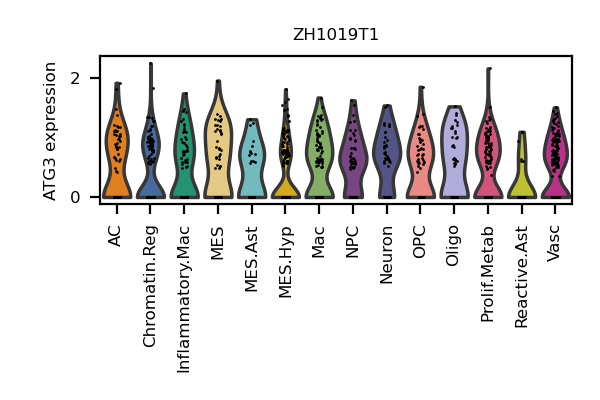 ZH1019T1
ATG3 expression
2
0
AC
Chromatin.Reg
Inflammatory.Mac
MES
MES.Ast
MES.Hyp
Mac
NPC
Neuron
OPC
Oligo
Prolif.Metab
Reactive.Ast
Vasc